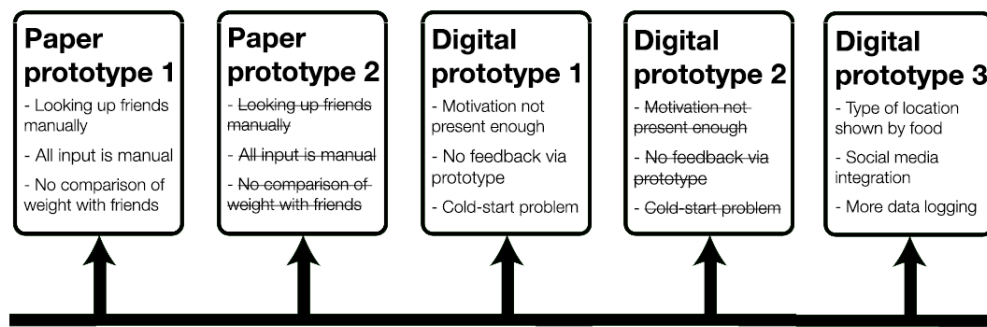 Paper
prototype 1
- Looking up friends
manually
- All input is manual
- No comparison of
weight with friends
Paper
prototype 2
- Looking up friends
manually
- All input is manual
- No comparison of
weight with friends
Digital
prototype 1
- Motivation not
present enough
- No feedback via
prototype
- Cold-start problem
Digital
prototype 2
- Motivation not
present enough
- No feedback via
prototype
- Cold-start problem
Digital
prototype 3
- Type of location
shown by food
- Social media
integration
- More data logging